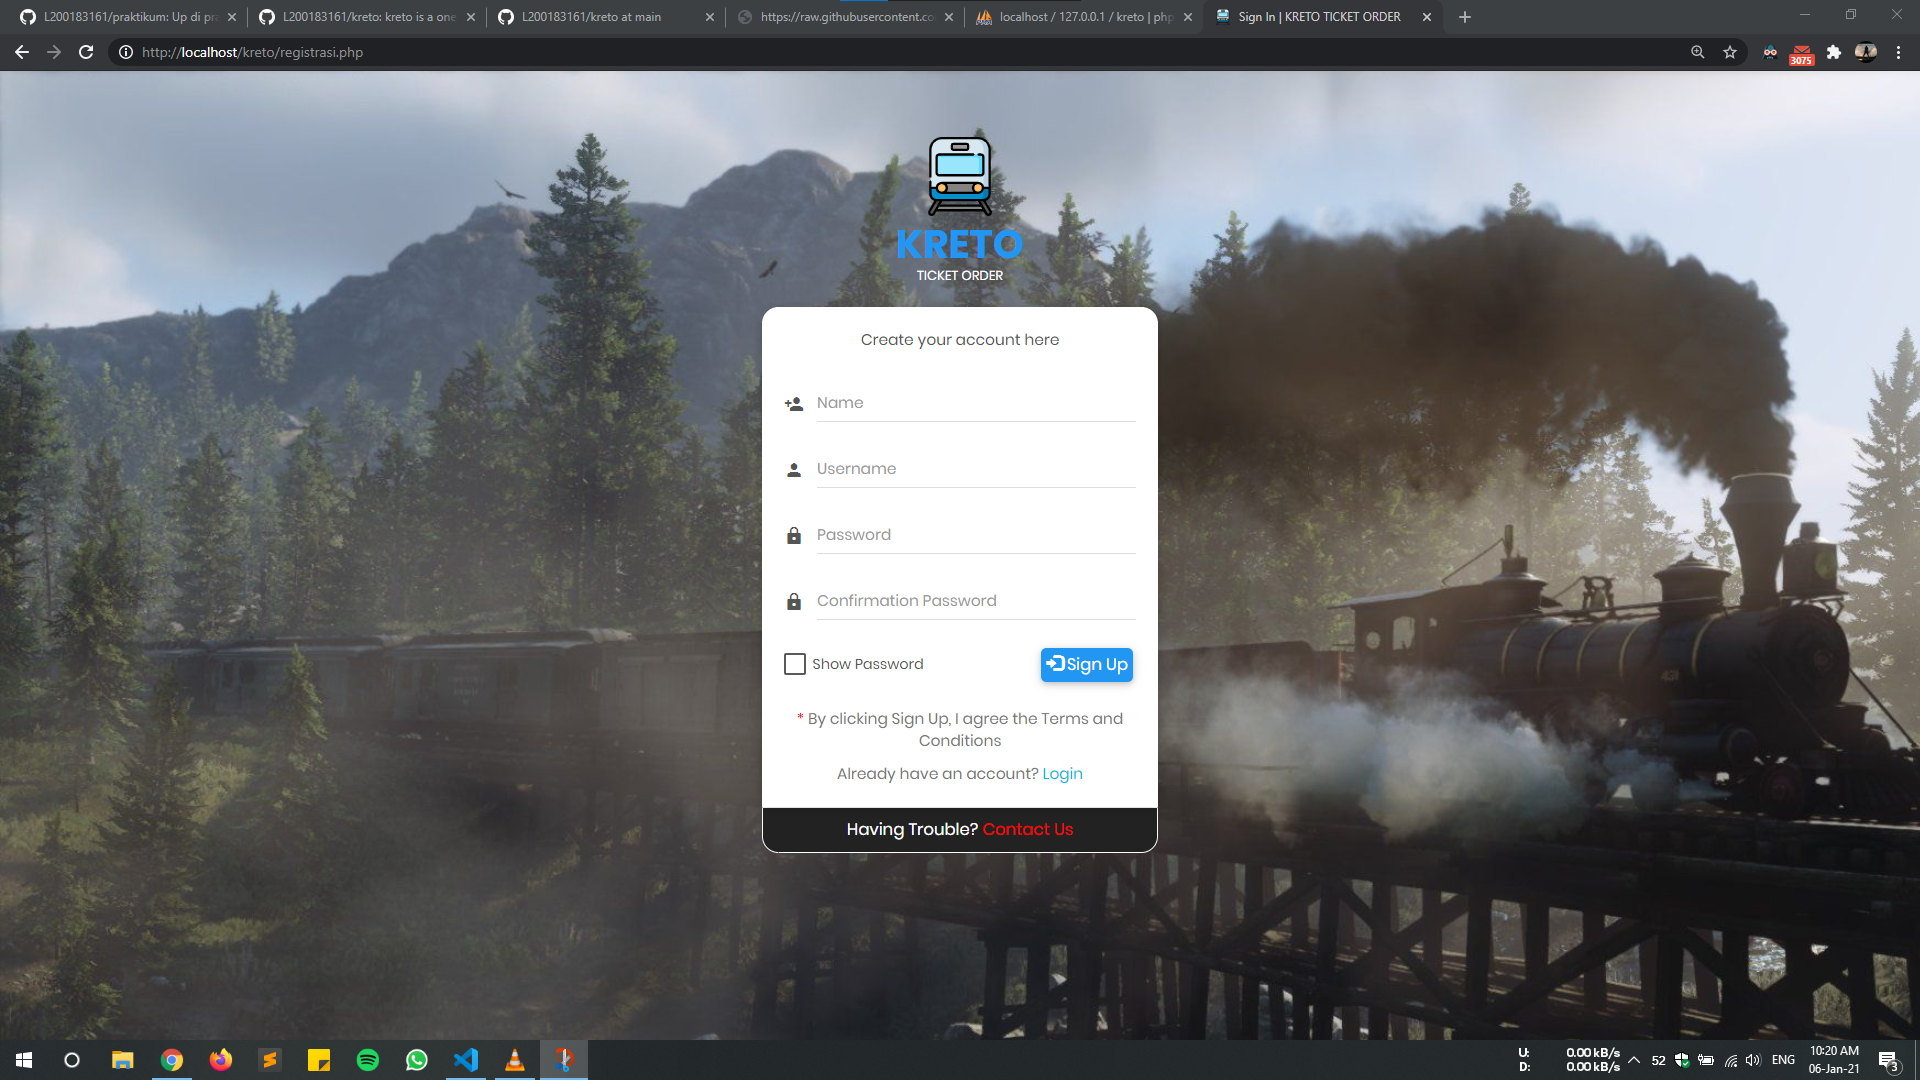 L200183161/praktikum: Up di pra
L200183161/kreto: kreto is a one
L200183161/kreto at main
https://raw.githubusercontent.co
localhost / 127.0.0.1 / kreto | php
Sign In | KRETO TICKET ORDER
http://localhost/kreto/registrasi.php
3075
KRETO
TICKET ORDER
Create your account here
Name
Username
Password
Confirmation Password
Show Password
Sign Up
* By clicking Sign Up, I agree the Terms and
Conditions
Already have an account? Login
Having Trouble? Contact Us
U: 0.00 kB/s
D: 0.00 kB/s
52
ENG
10:20 AM
06-Jan-21
3